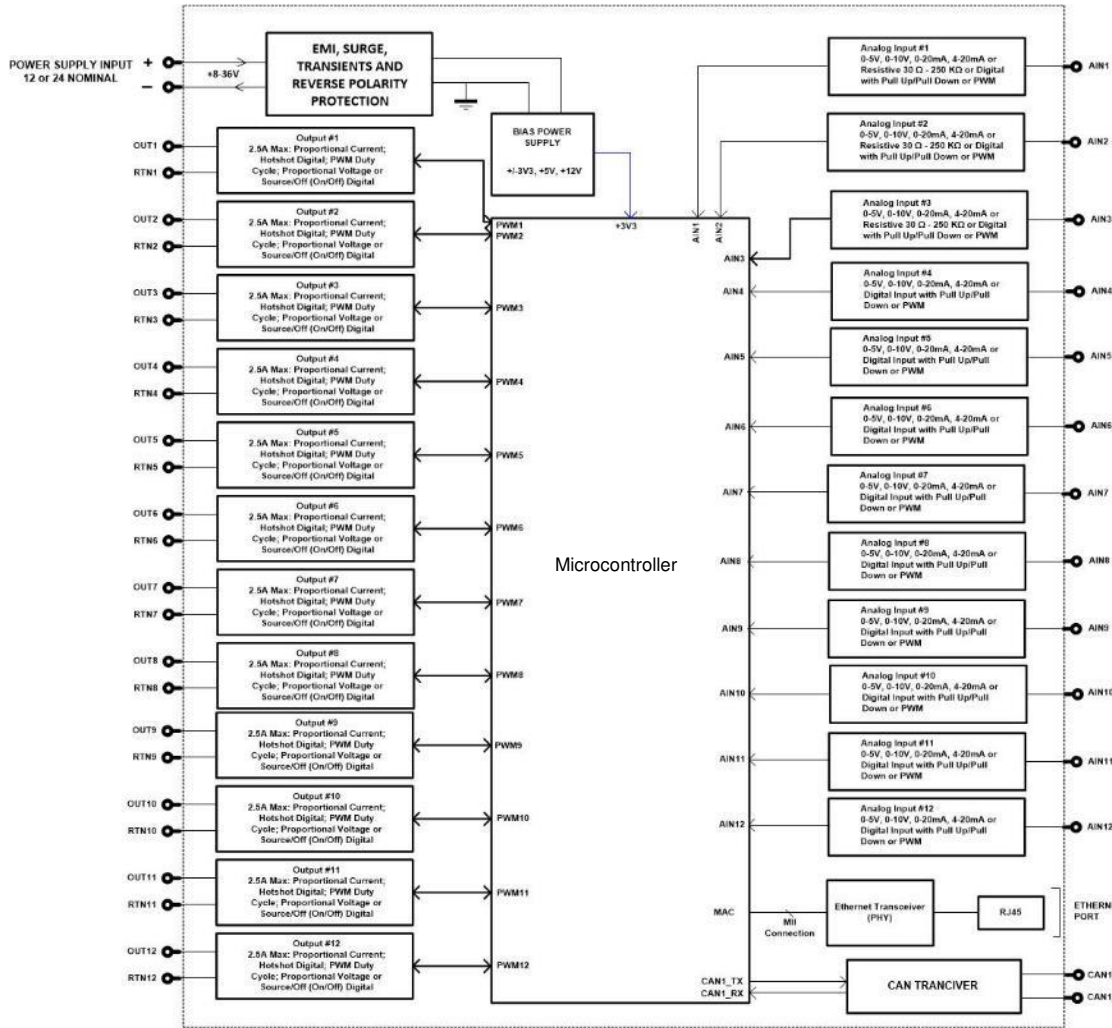 POWER SUPPLY INPUT
12 or 24 NOMINAL
+
−
+8-36V
EMI, SURGE,
TRANSIENTS AND
REVERSE POLARITY
PROTECTION
BIAS POWER
SUPPLY
+/-3V3, +5V, +12V
+3V3
Microcontroller
OUT1
RTN1
Output #1
2.5A Max: Proportional Current;
Hotshot Digital; PWM Duty
Cycle; Proportional Voltage or
Source/Off (On/Off) Digital
PWM1
OUT2
RTN2
Output #2
2.5A Max: Proportional Current;
Hotshot Digital; PWM Duty
Cycle; Proportional Voltage or
Source/Off (On/Off) Digital
PWM2
OUT3
RTN3
Output #3
2.5A Max: Proportional Current;
Hotshot Digital; PWM Duty
Cycle; Proportional Voltage or
Source/Off (On/Off) Digital
PWM3
OUT4
RTN4
Output #4
2.5A Max: Proportional Current;
Hotshot Digital; PWM Duty
Cycle; Proportional Voltage or
Source/Off (On/Off) Digital
PWM4
OUT5
RTN5
Output #5
2.5A Max: Proportional Current;
Hotshot Digital; PWM Duty
Cycle; Proportional Voltage or
Source/Off (On/Off) Digital
PWM5
OUT6
RTN6
Output #6
2.5A Max: Proportional Current;
Hotshot Digital; PWM Duty
Cycle; Proportional Voltage or
Source/Off (On/Off) Digital
PWM6
OUT7
RTN7
Output #7
2.5A Max: Proportional Current;
Hotshot Digital; PWM Duty
Cycle; Proportional Voltage or
Source/Off (On/Off) Digital
PWM7
OUT8
RTN8
Output #8
2.5A Max: Proportional Current;
Hotshot Digital; PWM Duty
Cycle; Proportional Voltage or
Source/Off (On/Off) Digital
PWM8
OUT9
RTN9
Output #9
2.5A Max: Proportional Current;
Hotshot Digital; PWM Duty
Cycle; Proportional Voltage or
Source/Off (On/Off) Digital
PWM9
OUT10
RTN10
Output #10
2.5A Max: Proportional Current;
Hotshot Digital; PWM Duty
Cycle; Proportional Voltage or
Source/Off (On/Off) Digital
PWM10
OUT11
RTN11
Output #11
2.5A Max: Proportional Current;
Hotshot Digital; PWM Duty
Cycle; Proportional Voltage or
Source/Off (On/Off) Digital
PWM11
OUT12
RTN12
Output #12
2.5A Max: Proportional Current;
Hotshot Digital; PWM Duty
Cycle; Proportional Voltage or
Source/Off (On/Off) Digital
PWM12
AIN1
Analog Input #1
0-5V, 0-10V, 0-20mA, 4-20mA or
Resistive 30 Ω - 250 KΩ or Digital
with Pull Up/Pull Down or PWM
AIN1
AIN2
Analog Input #2
0-5V, 0-10V, 0-20mA, 4-20mA or
Resistive 30 Ω - 250 KΩ or Digital
with Pull Up/Pull Down or PWM
AIN2
AIN3
Analog Input #3
0-5V, 0-10V, 0-20mA, 4-20mA or
Resistive 30 Ω - 250 KΩ or Digital
with Pull Up/Pull Down or PWM
AIN3
AIN4
Analog Input #4
0-5V, 0-10V, 0-20mA, 4-20mA or
Digital Input with Pull Up/Pull
Down or PWM
AIN4
AIN5
Analog Input #5
0-5V, 0-10V, 0-20mA, 4-20mA or
Digital Input with Pull Up/Pull
Down or PWM
AIN5
AIN6
Analog Input #6
0-5V, 0-10V, 0-20mA, 4-20mA or
Digital Input with Pull Up/Pull
Down or PWM
AIN6
AIN7
Analog Input #7
0-5V, 0-10V, 0-20mA, 4-20mA or
Digital Input with Pull Up/Pull
Down or PWM
AIN7
AIN8
Analog Input #8
0-5V, 0-10V, 0-20mA, 4-20mA or
Digital Input with Pull Up/Pull
Down or PWM
AIN8
AIN9
Analog Input #9
0-5V, 0-10V, 0-20mA, 4-20mA or
Digital Input with Pull Up/Pull
Down or PWM
AIN9
AIN10
Analog Input #10
0-5V, 0-10V, 0-20mA, 4-20mA or
Digital Input with Pull Up/Pull
Down or PWM
AIN10
AIN11
Analog Input #11
0-5V, 0-10V, 0-20mA, 4-20mA or
Digital Input with Pull Up/Pull
Down or PWM
AIN11
AIN12
Analog Input #12
0-5V, 0-10V, 0-20mA, 4-20mA or
Digital Input with Pull Up/Pull
Down or PWM
AIN12
MAC
MII
Connection
Ethernet Transceiver
(PHY)
RJ45
ETHERN
PORT
CAN1_TX
CAN1_RX
CAN TRANCIVER
CAN1
CAN1